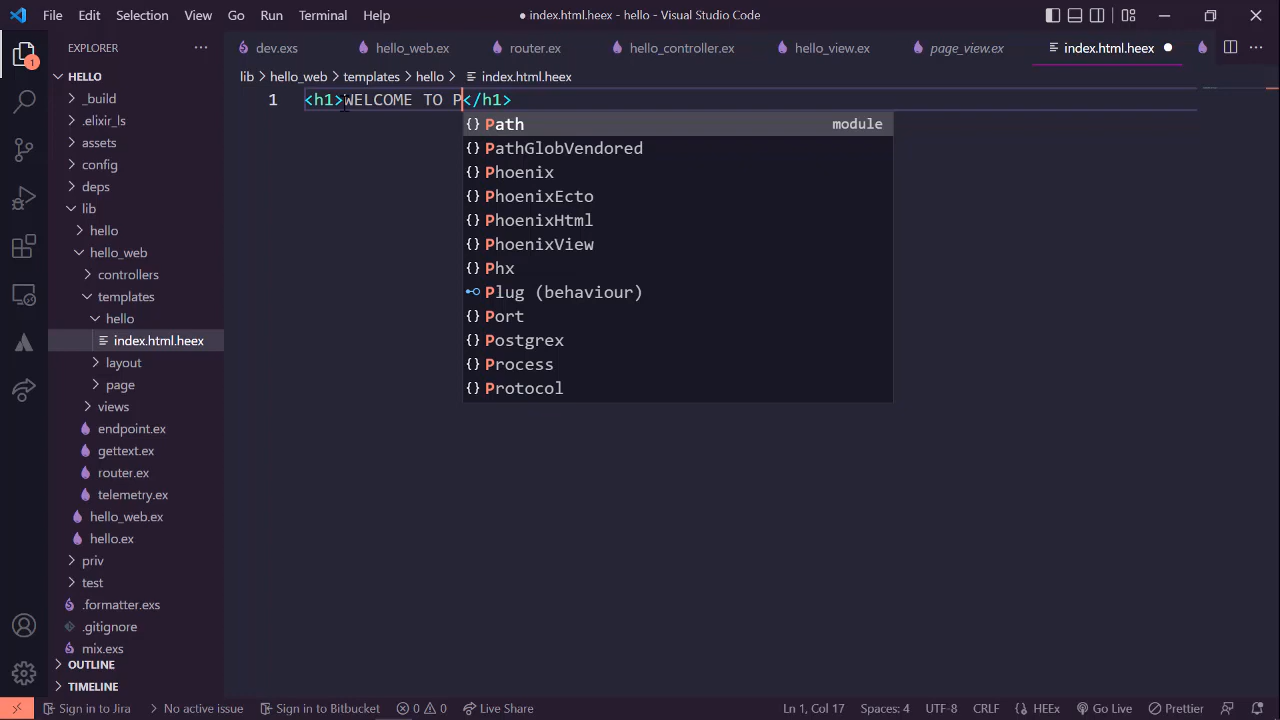 File Edit Selection View Go Run Terminal Help
● index.html.heex - hello - Visual Studio Code
EXPLORER
dev.exs hello_web.ex router.ex hello_controller.ex hello_view.ex page_view.ex index.html.heex
lib > hello_web > templates > hello > index.html.heex
1 <h1>WELCOME TO P</h1>
Path module
PathGlobVendored
Phoenix
PhoenixEcto
PhoenixHtml
PhoenixView
Phx
Plug (behaviour)
Port
Postgrex
Process
Protocol
1
HELLO
_build
.elixir_ls
assets
config
deps
lib
hello
hello_web
controllers
templates
hello
index.html.heex
layout
page
views
endpoint.ex
gettext.ex
router.ex
telemetry.ex
hello_web.ex
hello.ex
priv
test
.formatter.exs
.gitignore
mix.exs
OUTLINE
TIMELINE
Sign in to Jira No active issue Sign in to Bitbucket 0 0 Live Share Ln 1, Col 17 Spaces: 4 UTF-8 CRLF {} HEEx Go Live Prettier